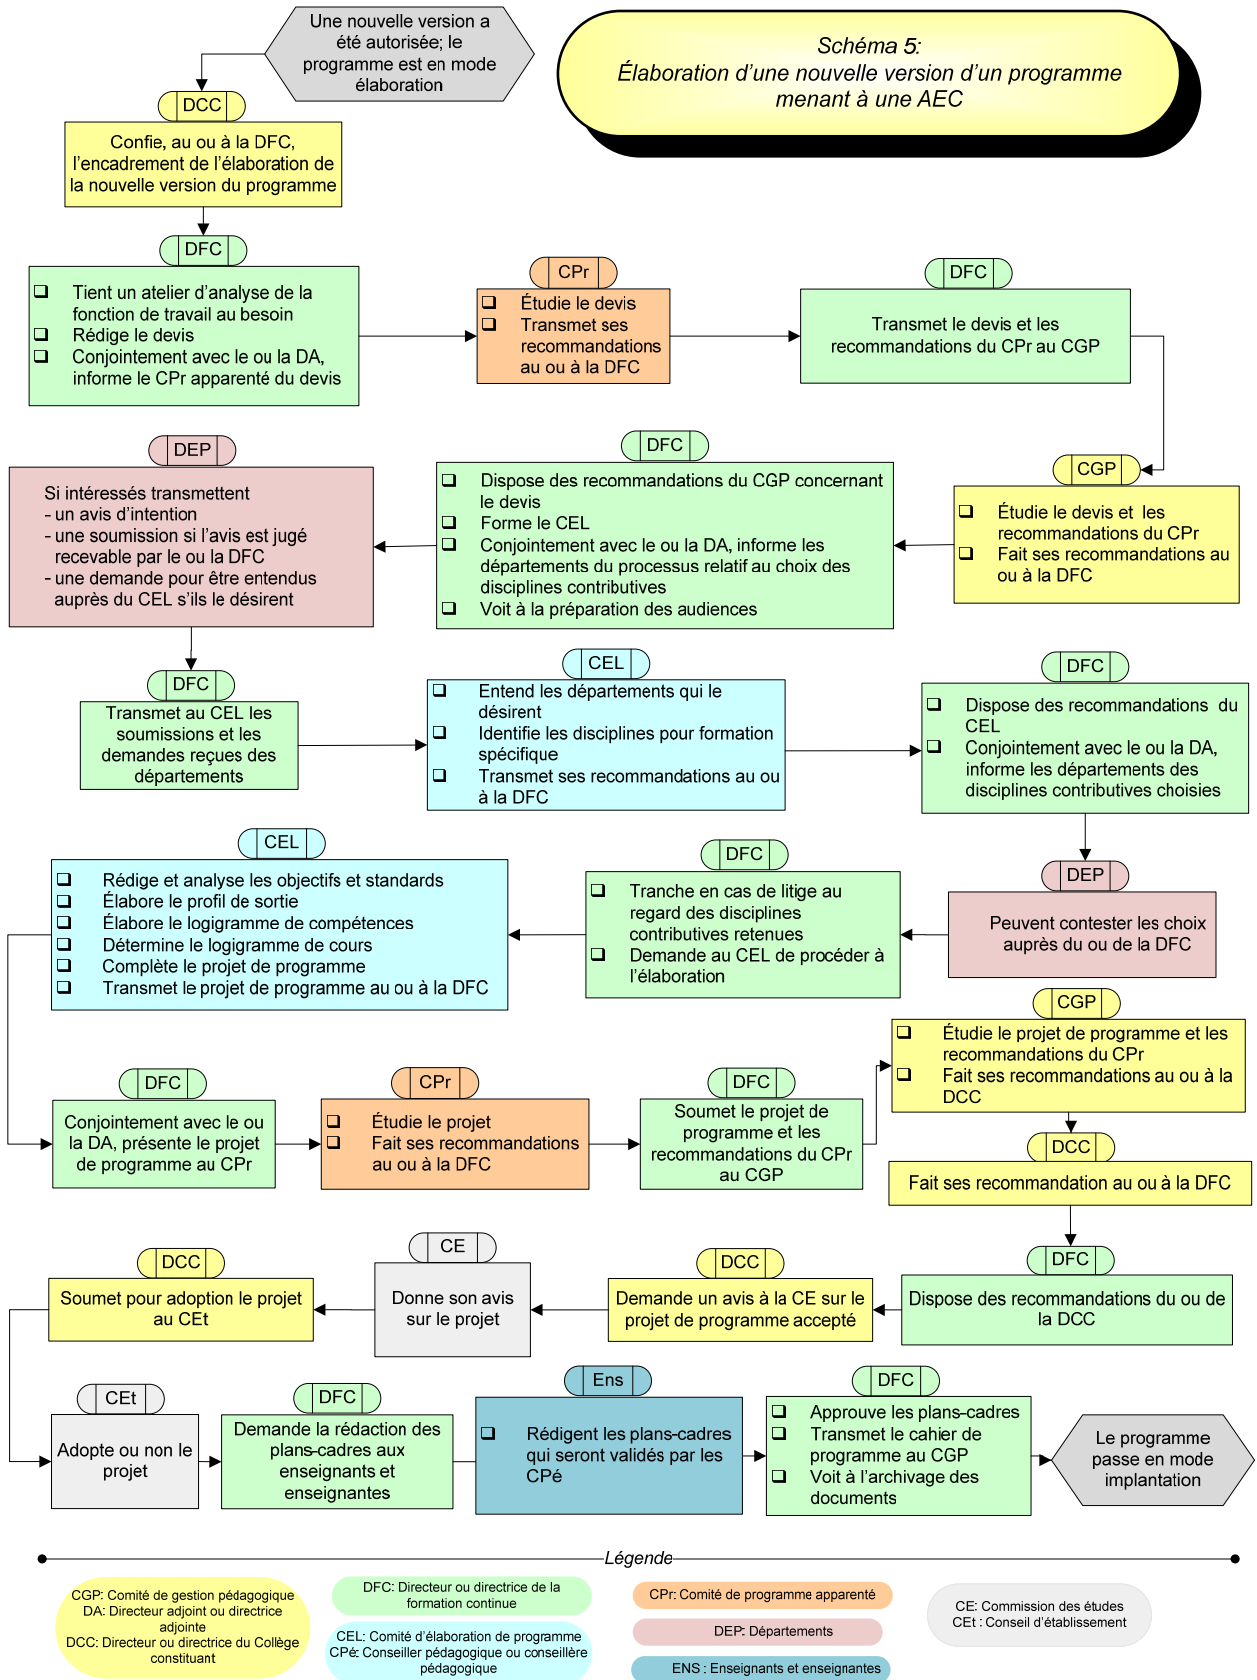 Une nouvelle version a
été autorisée; le
programme est en mode
élaboration
Schéma 5:
Élaboration d'une nouvelle version d'un programme
menant à une AEC
DCC
Confie, au ou à la DFC,
l'encadrement de l'élaboration de
la nouvelle version du programme
DFC
❑ Tient un atelier d'analyse de la
fonction de travail au besoin
❑ Rédige le devis
❑ Conjointement avec le ou la DA,
informe le CPr apparenté du devis
CPr
❑ Étudie le devis
❑ Transmet ses
recommandations
au ou à la DFC
DFC
Transmet le devis et les
recommandations du CPr au CGP
CGP
❑ Étudie le devis et les
recommandations du CPr
❑ Fait ses recommandations au
ou à la DFC
DFC
❑ Dispose des recommandations du CGP concernant
le devis
❑ Forme le CEL
❑ Conjointement avec le ou la DA, informe les
départements du processus relatif au choix des
disciplines contributives
❑ Voit à la préparation des audiences
DEP
Si intéressés transmettent
- un avis d'intention
- une soumission si l'avis est jugé
recevable par le ou la DFC
- une demande pour être entendus
auprès du CEL s'ils le désirent
DFC
Transmet au CEL les
soumissions et les
demandes reçues des
départements
CEL
❑ Entend les départements qui le
désirent
❑ Identifie les disciplines pour formation
spécifique
❑ Transmet ses recommandations au ou
à la DFC
DFC
❑ Dispose des recommandations du
CEL
❑ Conjointement avec le ou la DA,
informe les départements des
disciplines contributives choisies
DEP
Peuvent contester les choix
auprès du ou de la DFC
DFC
❑ Tranche en cas de litige au
regard des disciplines
contributives retenues
❑ Demande au CEL de procéder à
l'élaboration
CEL
❑ Rédige et analyse les objectifs et standards
❑ Élabore le profil de sortie
❑ Élabore le logigramme de compétences
❑ Détermine le logigramme de cours
❑ Complète le projet de programme
❑ Transmet le projet de programme au ou à la DFC
DFC
Conjointement avec le ou
la DA, présente le projet
de programme au CPr
CPr
❑ Étudie le projet
❑ Fait ses recommandations
au ou à la DFC
DFC
Soumet le projet de
programme et les
recommandations du CPr
au CGP
CGP
❑ Étudie le projet de programme et les
recommandations du CPr
❑ Fait ses recommandations au ou à la
DCC
DCC
Fait ses recommandation au ou à la DFC
DFC
Dispose des recommandations du ou de
la DCC
DCC
Demande un avis à la CE sur le
projet de programme accepté
CE
Donne son avis
sur le projet
DCC
Soumet pour adoption le projet
au CEt
CEt
Adopte ou non le
projet
DFC
Demande la rédaction des
plans-cadres aux
enseignants et
enseignantes
Ens
❑ Rédigent les plans-cadres
qui seront validés par les
CPé
DFC
❑ Approuve les plans-cadres
❑ Transmet le cahier de
programme au CGP
❑ Voit à l'archivage des
documents
Le programme
passe en mode
implantation
Légende
CGP: Comité de gestion pédagogique
DA: Directeur adjoint ou directrice
adjointe
DCC: Directeur ou directrice du Collège
constituant
DFC: Directeur ou directrice de la
formation continue
CEL: Comité d'élaboration de programme
CPé: Conseiller pédagogique ou conseillère
pédagogique
CPr: Comité de programme apparenté
DEP: Départements
ENS : Enseignants et enseignantes
CE: Commission des études
CEt : Conseil d'établissement